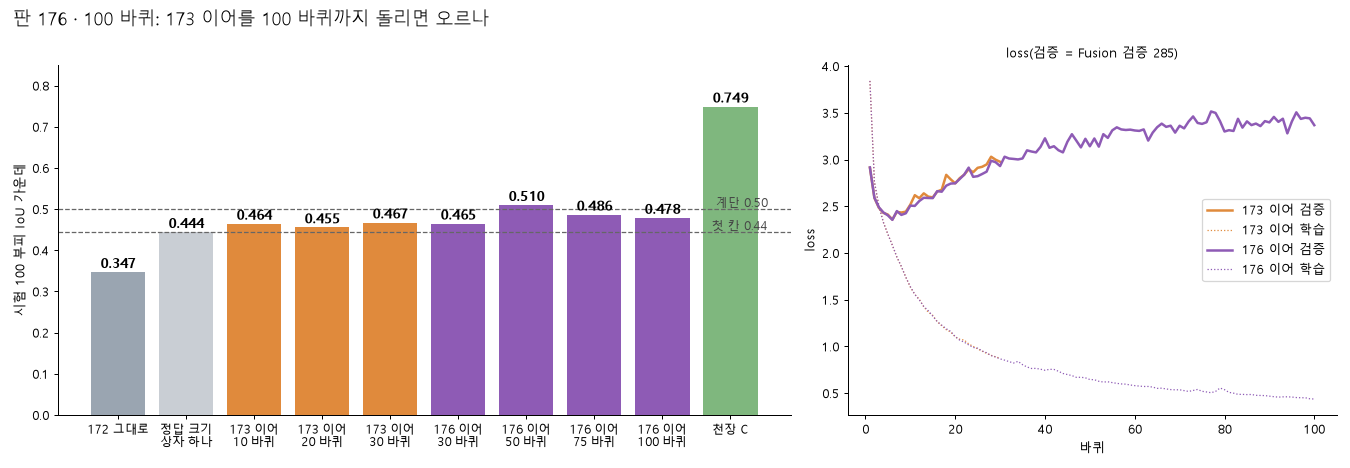 판 176 · 100 바퀴: 173 이어를 100 바퀴까지 돌리면 오르나
시험 100 부피 IoU 가운데
0.8
0.7
0.6
0.5
0.4
0.3
0.2
0.1
0.0
0.347
0.444
0.464
0.455
0.467
0.465
0.510
0.486
0.478
0.749
계단 0.50
첫 칸 0.44
172 그대로
정답 크기
상자 하나
173 이어
10 바퀴
173 이어
20 바퀴
173 이어
30 바퀴
176 이어
30 바퀴
176 이어
50 바퀴
176 이어
75 바퀴
176 이어
100 바퀴
천장 C
loss(검증 = Fusion 검증 285)
loss
4.0
3.5
3.0
2.5
2.0
1.5
1.0
0.5
173 이어 검증
173 이어 학습
176 이어 검증
176 이어 학습
0
20
40
60
80
100
바퀴